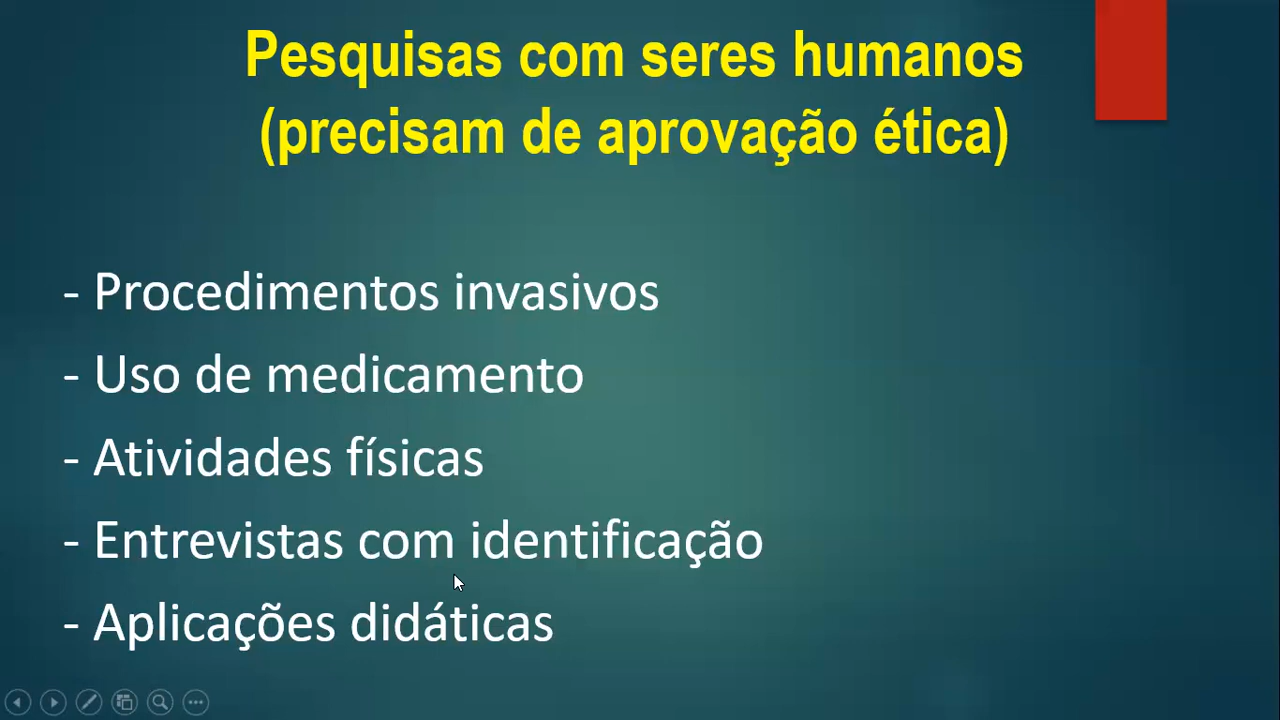 Pesquisas com seres humanos
(precisam de aprovação ética)
- Procedimentos invasivos
- Uso de medicamento
- Atividades físicas
- Entrevistas com identificação
- Aplicações didáticas